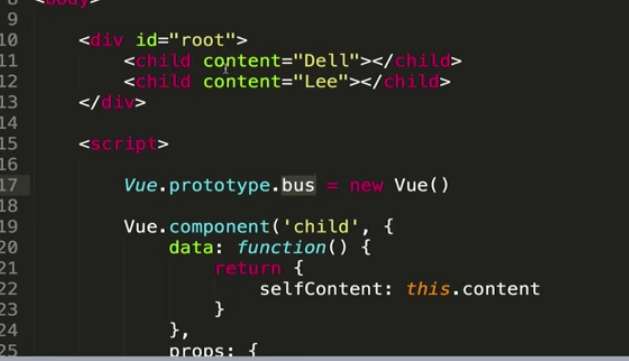 8 <body>
9
10 <div id="root">
11 <child content="Dell"></child>
12 <child content="Lee"></child>
13 </div>
14
15 <script>
16
17 Vue.prototype.bus = new Vue()
18
19 Vue.component('child', {
20 data: function() {
21 return {
22 selfContent: this.content
23 }
24 },
25 props: {